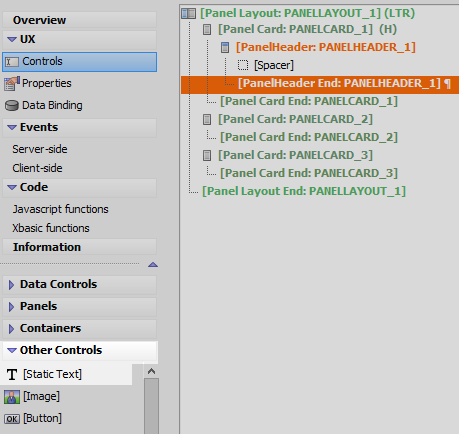 Overview
UX
Controls
Properties
Data Binding
Events
Server-side
Client-side
Code
Javascript functions
Xbasic functions
Information
Data Controls
Panels
Containers
Other Controls
T [Static Text]
[Image]
OK [Button]
[Panel Layout: PANELLAYOUT_1] (LTR)
[Panel Card: PANELCARD_1] (H)
[PanelHeader: PANELHEADER_1]
[Spacer]
[PanelHeader End: PANELHEADER_1] ¶
[Panel Card End: PANELCARD_1]
[Panel Card: PANELCARD_2]
[Panel Card End: PANELCARD_2]
[Panel Card: PANELCARD_3]
[Panel Card End: PANELCARD_3]
[Panel Layout End: PANELLAYOUT_1]